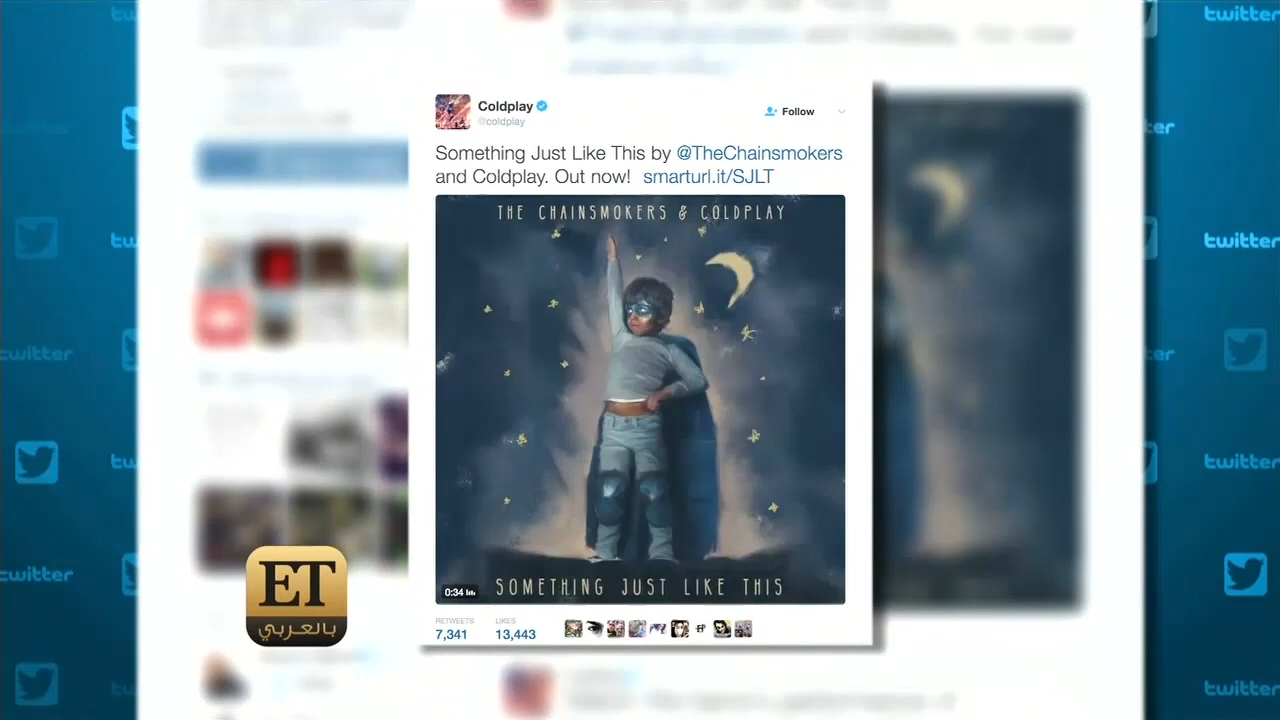 Coldplay
@coldplay
Follow
Something Just Like This by @TheChainsmokers
and Coldplay. Out now! smarturl.it/SJLT
THE CHAINSMOKERS & COLDPLAY
SOMETHING JUST LIKE THIS
0:34
RETWEETS
7,341
LIKES
13,443
ET
بالعربي
twitter
twitter
twitter
twitter
twitter
twitter
twitter